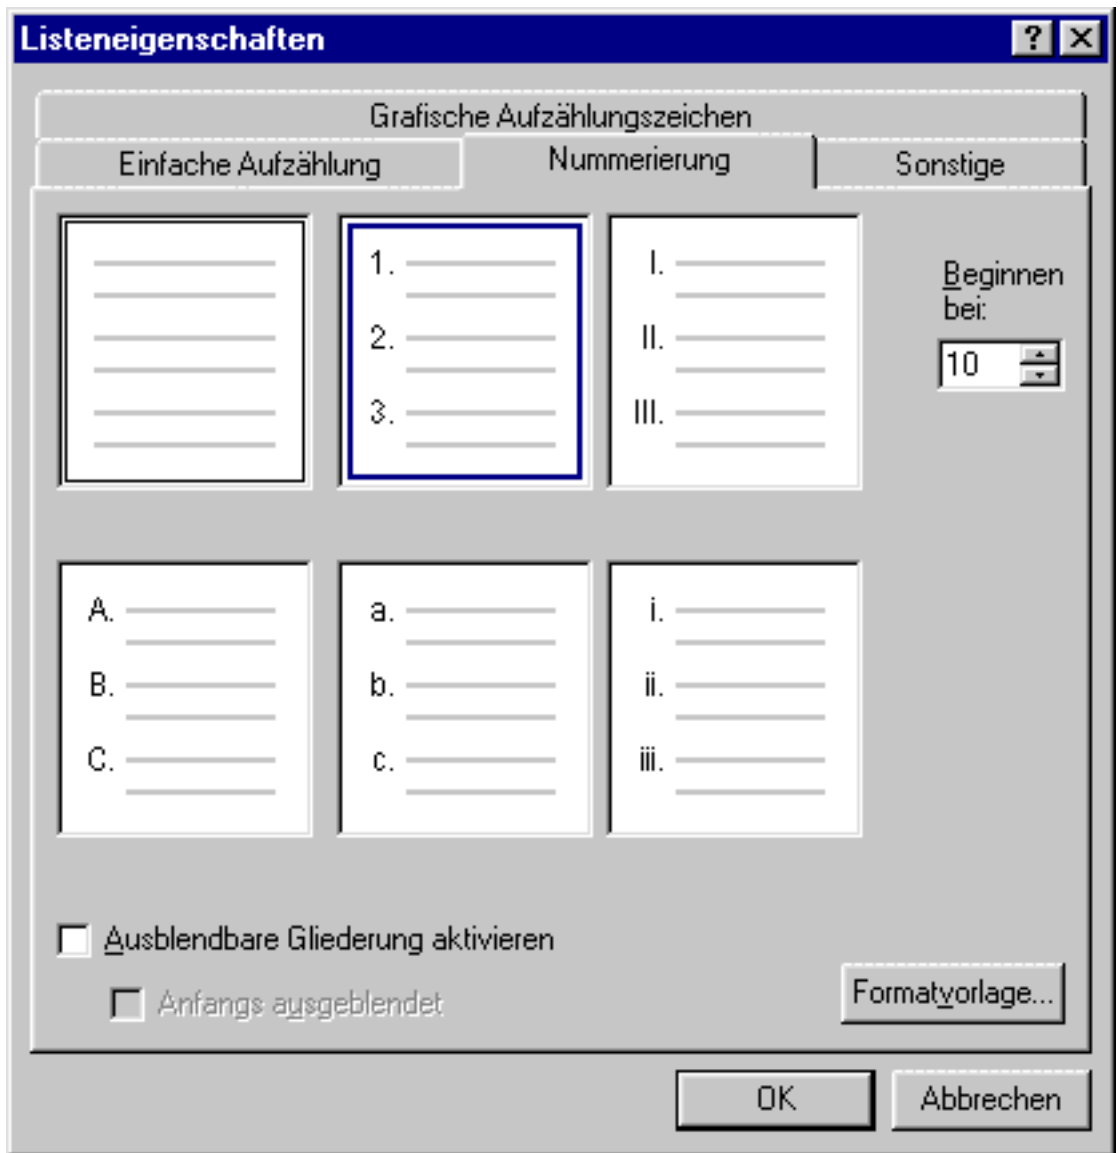 Listeneigenschaften
Grafische Aufzählungszeichen
Einfache Aufzählung
Nummerierung
Sonstige
1.
2.
3.
I.
II.
III.
Beginnen
bei:
10
A.
B.
C.
a.
b.
c.
i.
ii.
iii.
Ausblendbare Gliederung aktivieren
Anfangs ausgeblendet
Formatvorlage...
OK
Abbrechen